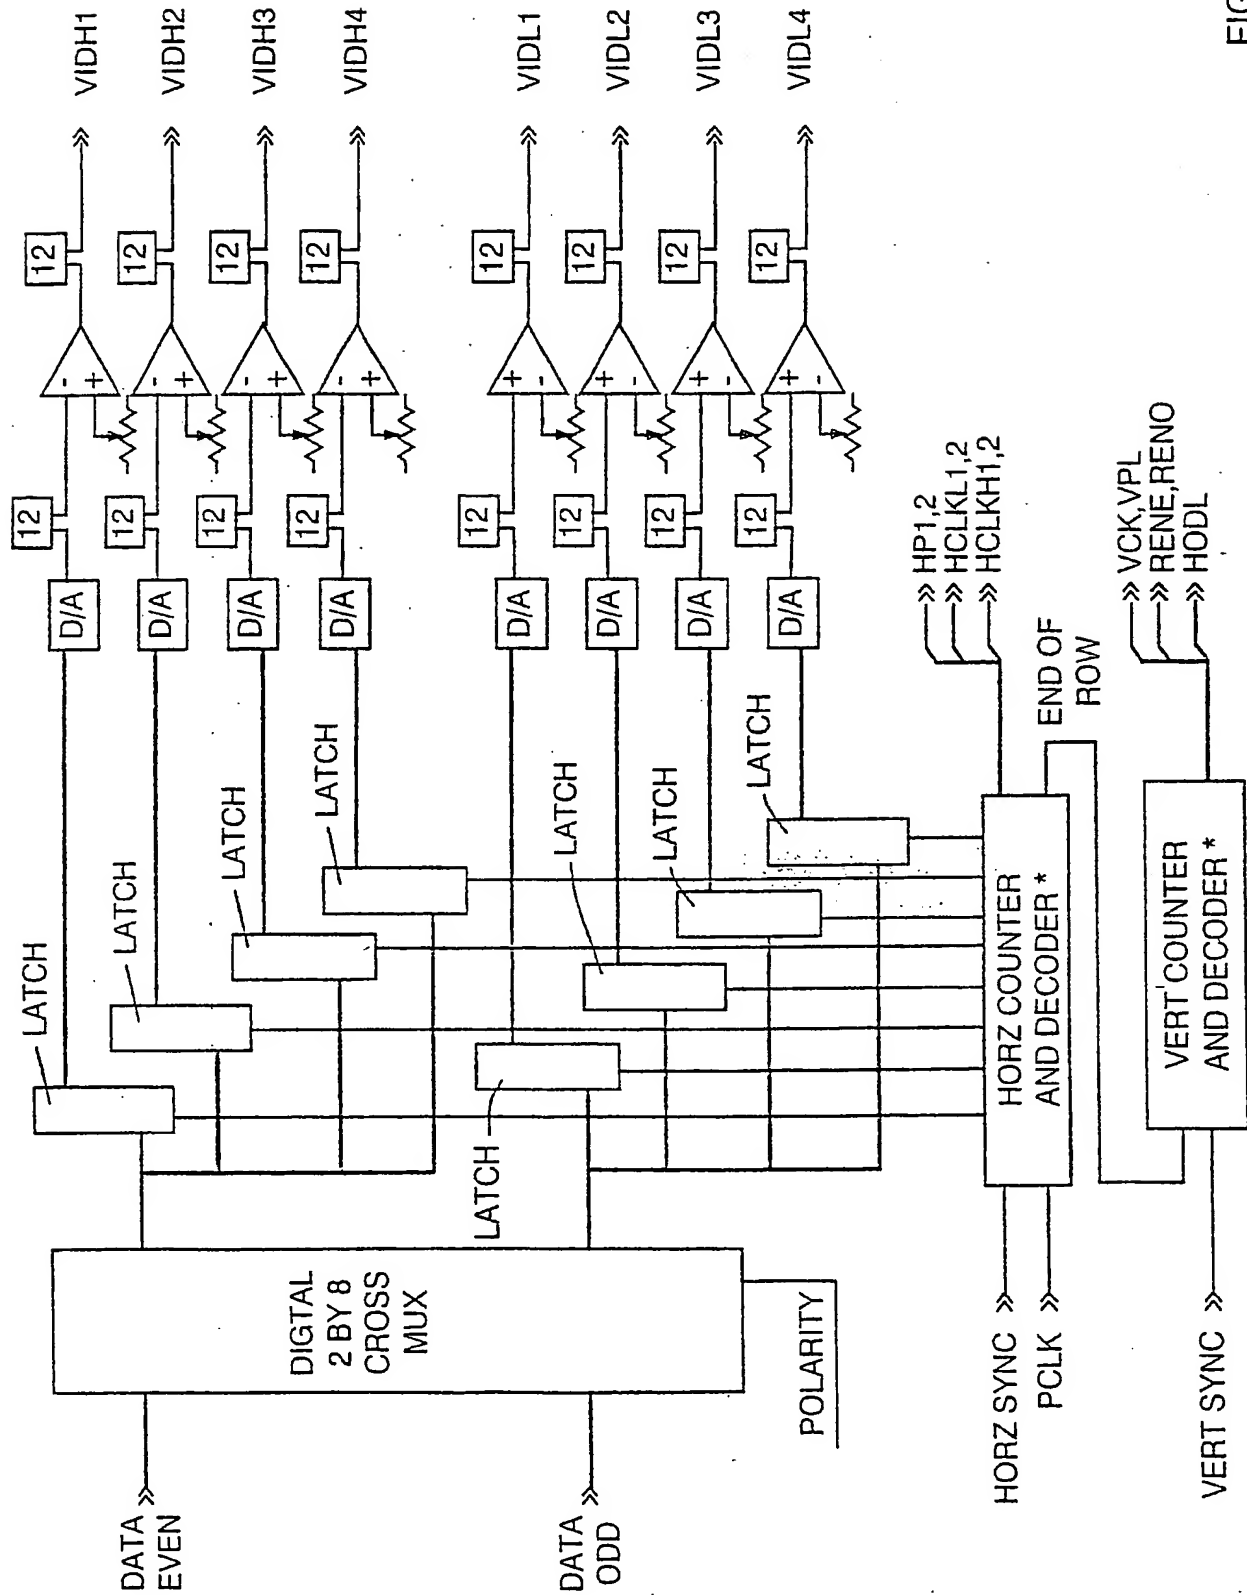 DATA
EVEN
DATA
ODD
DIGTAL
2 BY 8
CROSS
MUX
POLARITY
LATCH
LATCH
LATCH
LATCH
LATCH
LATCH
LATCH
LATCH
D/A
D/A
D/A
D/A
D/A
D/A
D/A
D/A
12
12
12
12
12
12
12
12
- +
- +
- +
- +
+ -
+ -
+ -
+ -
12
12
12
12
12
12
12
12
VIDH1
VIDH2
VIDH3
VIDH4
VIDL1
VIDL2
VIDL3
VIDL4
HORZ SYNC
PCLK
HORZ COUNTER
AND DECODER *
HP1,2
HCLKL1,2
HCLKH1,2
END OF
ROW
VERT SYNC
VERT COUNTER
AND DECODER *
VCK,VPL
RENE,RENO
HODL